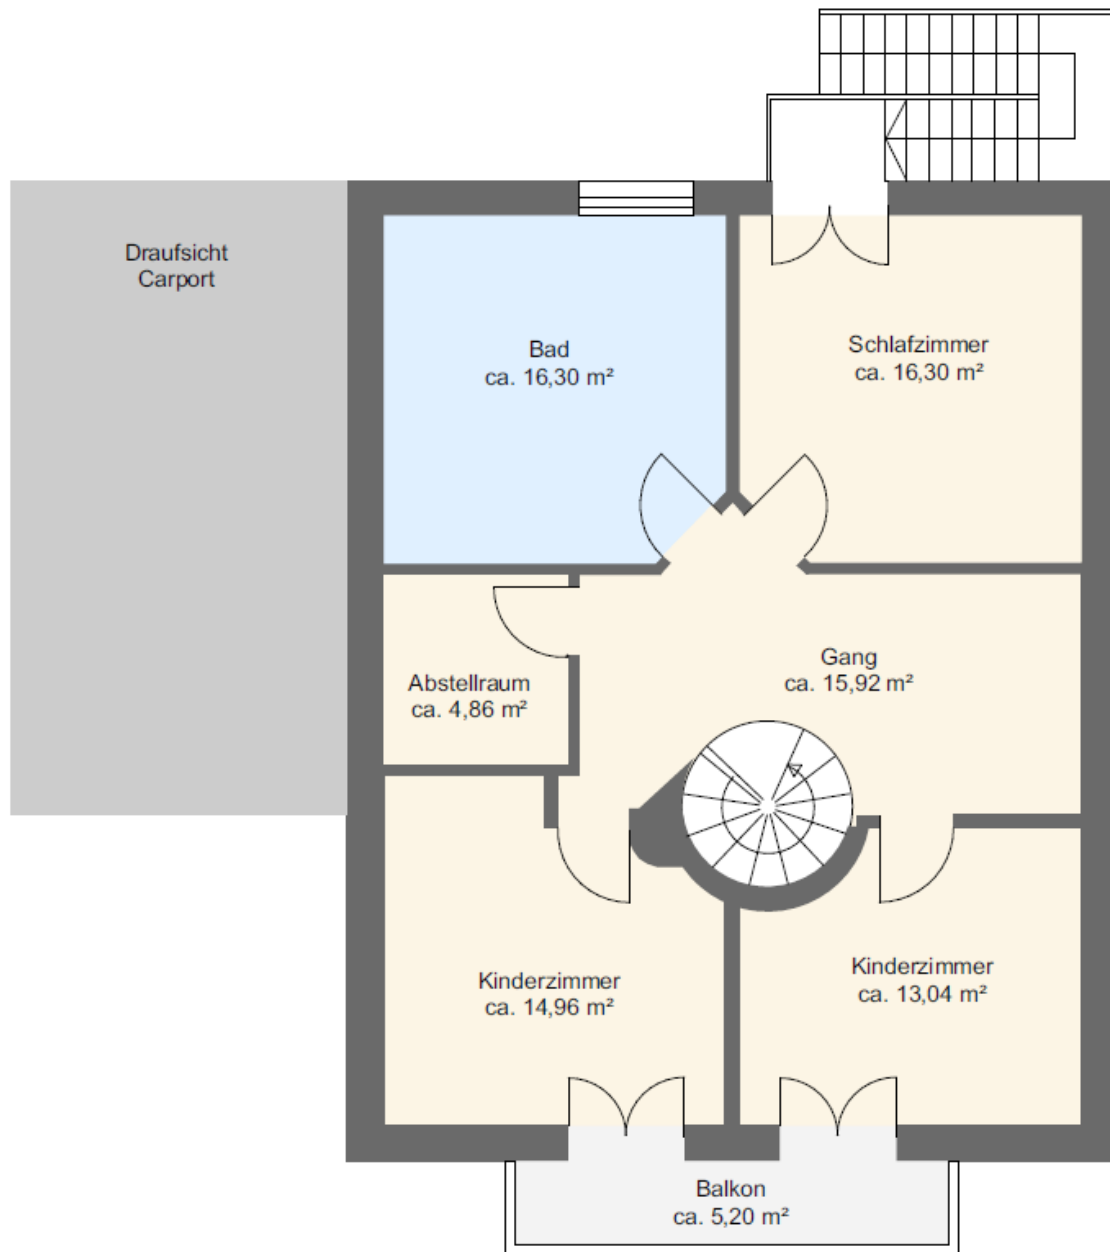 Draufsicht
Carport
Bad
ca. 16,30 m²
Schlafzimmer
ca. 16,30 m²
Gang
ca. 15,92 m²
Abstellraum
ca. 4,86 m²
Kinderzimmer
ca. 14,96 m²
Kinderzimmer
ca. 13,04 m²
Balkon
ca. 5,20 m²